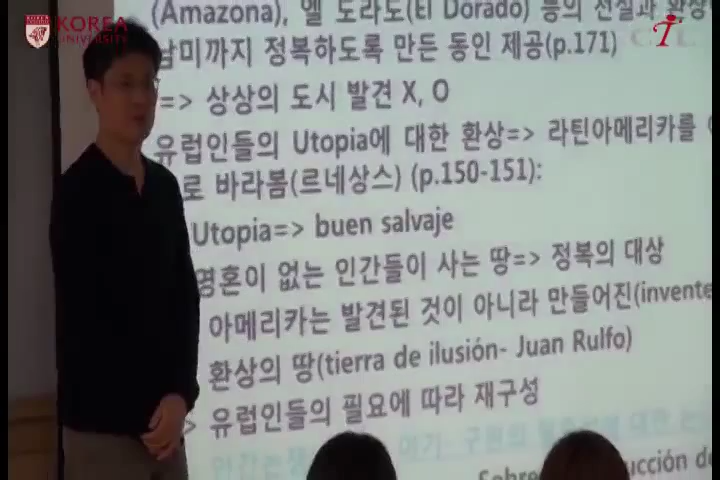 KOREA
UNIVERSITY
(Amazona), 엘 도라도(El Dorado) 등의 전설과
남미까지 정복하도록 만든 동인 제공(p.171)
=> 상상의 도시 발견 X, O
유럽인들의 Utopia에 대한 환상=> 라틴아메리카를
로 바라봄(르네상스) (p.150-151):
Utopia=> buen salvaje
영혼이 없는 인간들이 사는 땅=> 정복의 대상
아메리카는 발견된 것이 아니라 만들어진(invente
환상의 땅(tierra de ilusión- Juan Rulfo)
> 유럽인들의 필요에 따라 재구성